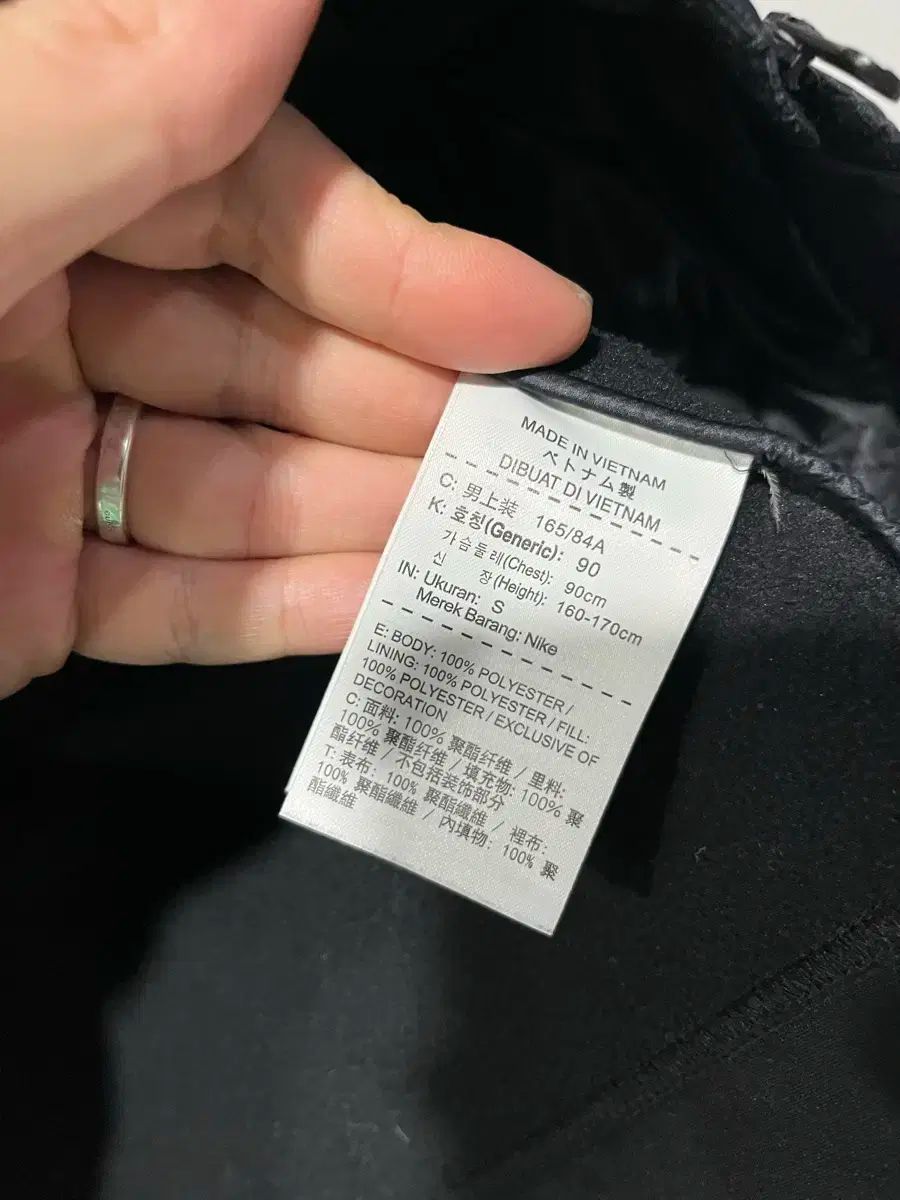 MADE IN VIETNAM
ベトナム製
DIBUAT DI VIETNAM
C: 男上装 165/84A
K: 호칭(Generic): 90
가슴둘레(Chest): 90cm
신 장(Height): 160-170cm
IN: Ukuran: S
Merek Barang: Nike
E: BODY: 100% POLYESTER /
LINING: 100% POLYESTER / FILL:
100% POLYESTER / EXCLUSIVE OF
DECORATION
C: 面料: 100% 聚酯纤维 / 里料:
100% 聚酯纤维 / 填充物: 100% 聚
酯纤维 / 不包括装饰部分
T: 表布: 100% 聚酯纖維 / 裡布:
100% 聚酯纖維 / 內填物: 100% 聚
酯纖維